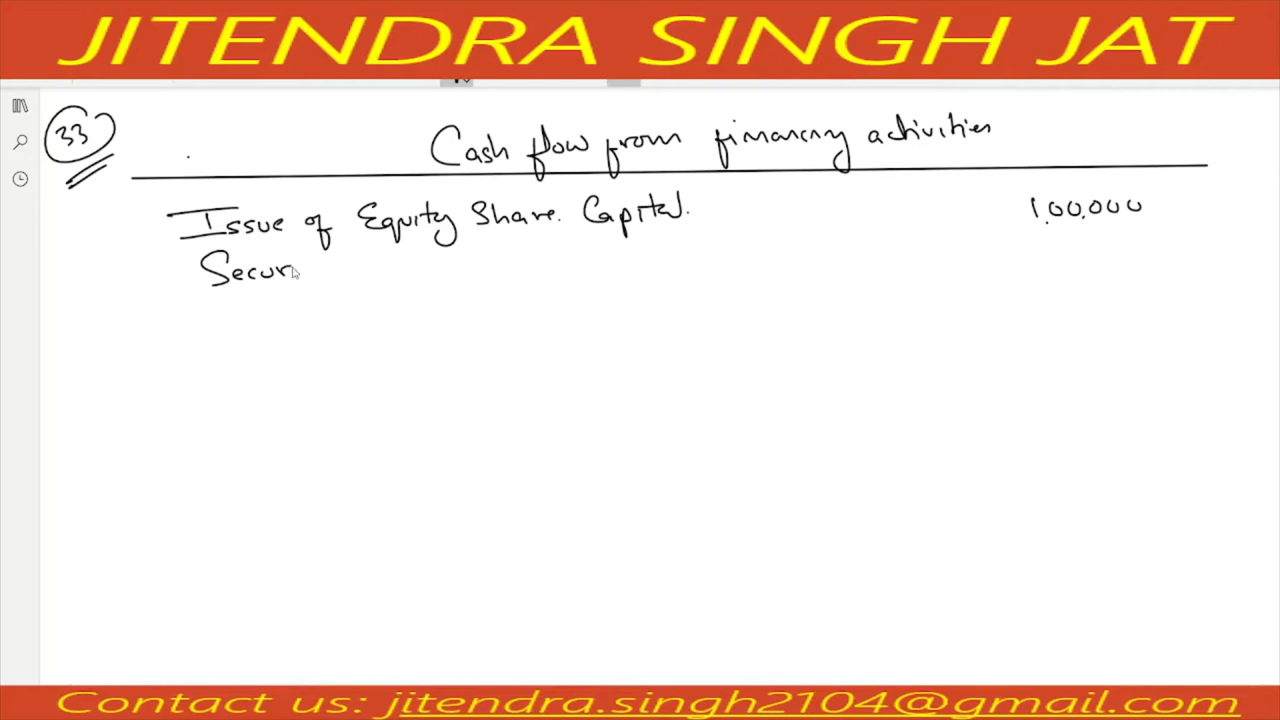 JITENDRA SINGH JAT
33
Cash flow from financing activities
Issue of Equity Share. Capital. 1,00,000
Secur
Contact us: jitendra.singh2104@gmail.com